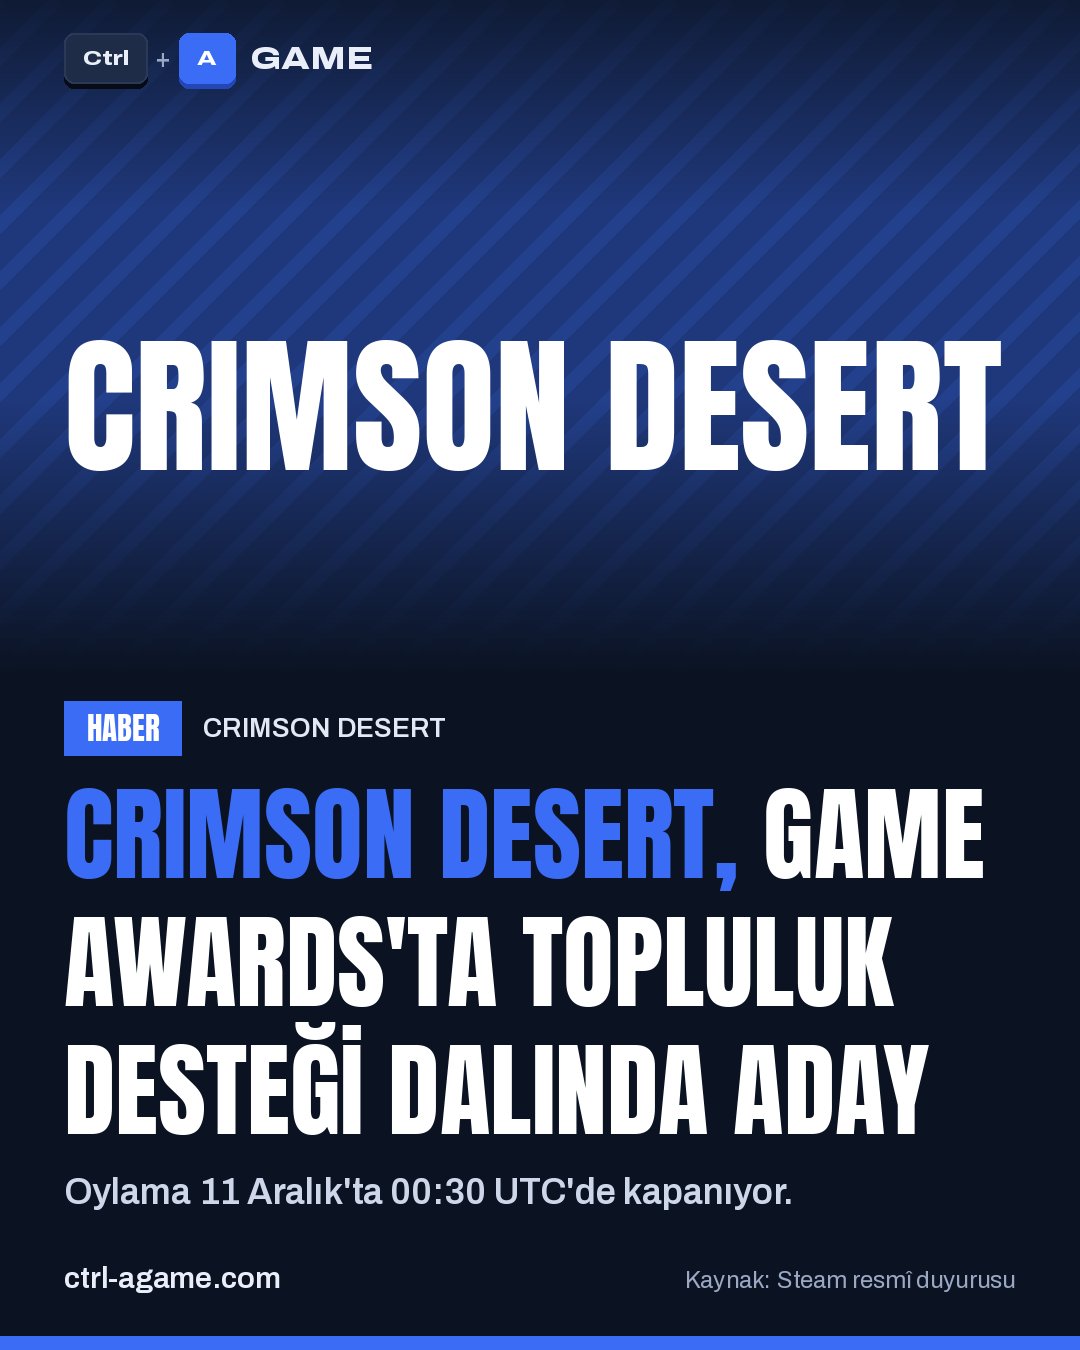 Ctrl + A GAME
CRIMSON DESERT
HABER CRIMSON DESERT
CRIMSON DESERT, GAME
AWARDS'TA TOPLULUK
DESTEĞİ DALINDA ADAY
Oylama 11 Aralık'ta 00:30 UTC'de kapanıyor.
ctrl-agame.com
Kaynak: Steam resmî duyurusu